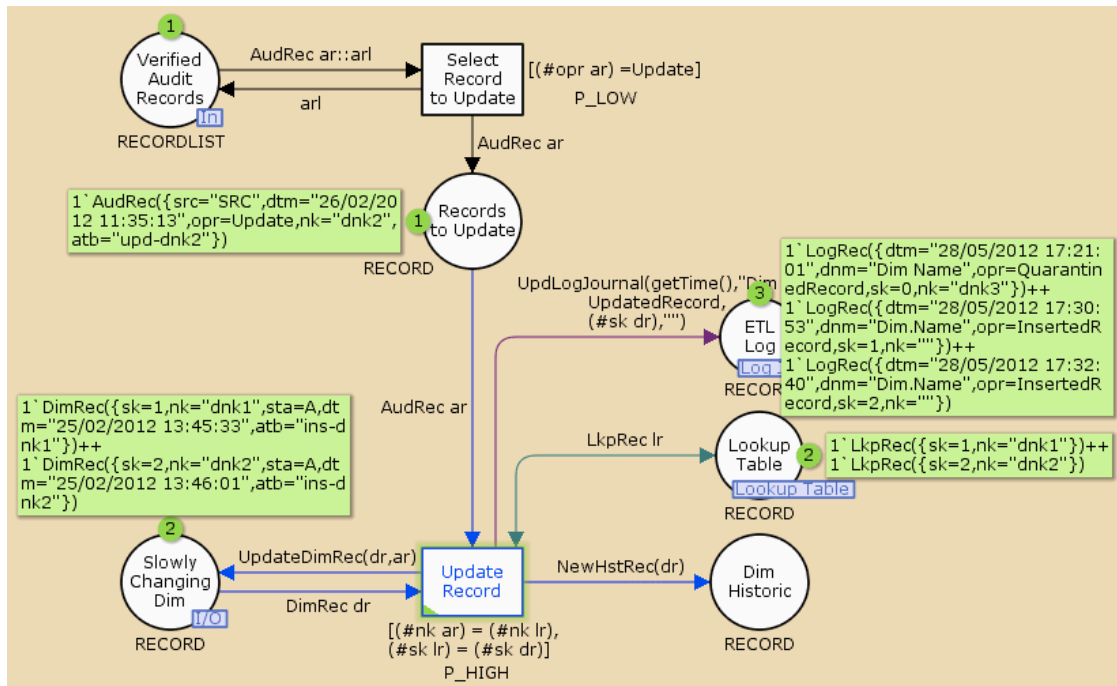 1
Verified
Audit
Records
In
RECORDLIST
AudRec ar::arl
arl
Select
Record
to Update
[(#opr ar) =Update]
P_LOW
AudRec ar
1`AudRec({src="SRC",dtm="26/02/20
12 11:35:13",opr=Update,nk="dnk2",
atb="upd-dnk2"})
1
Records
to Update
RECORD
UpdLogJournal(getTime(),"Dim
UpdatedRecord,
(#sk dr),"")
3
ETL
Log
Log
RECORD
1`LogRec({dtm="28/05/2012 17:21:
01",dnm="Dim Name",opr=Quarantin
edRecord,sk=0,nk="dnk3"})++
1`LogRec({dtm="28/05/2012 17:30:
53",dnm="Dim.Name",opr=InsertedR
ecord,sk=1,nk=""})++
1`LogRec({dtm="28/05/2012 17:32:
40",dnm="Dim.Name",opr=InsertedR
ecord,sk=2,nk=""})
AudRec ar
LkpRec lr
Lookup
Table
2
Lookup Table
RECORD
1`LkpRec({sk=1,nk="dnk1"})++
1`LkpRec({sk=2,nk="dnk2"})
1`DimRec({sk=1,nk="dnk1",sta=A,dt
m="25/02/2012 13:45:33",atb="ins-d
nk1"})++
1`DimRec({sk=2,nk="dnk2",sta=A,dt
m="25/02/2012 13:46:01",atb="ins-d
nk2"})
2
Slowly
Changing
Dim
I/O
RECORD
UpdateDimRec(dr,ar)
DimRec dr
Update
Record
[(#nk ar) = (#nk lr),
(#sk lr) = (#sk dr)]
P_HIGH
NewHstRec(dr)
Dim
Historic
RECORD